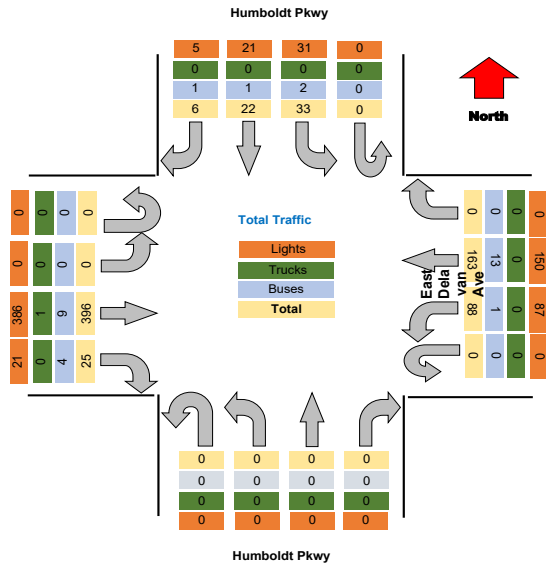 Humboldt Pkwy
5 21 31 0
0 0 0 0
1 1 2 0
6 22 33 0
North
0 0 0 0
0 0 0 0
386 1 9 396
21 0 4 25
Total Traffic
Lights
Trucks
Buses
Total
0 0 0 0
163 13 0 150
88 1 0 87
0 0 0 0
East
Dela
van
Ave
0 0 0 0
0 0 0 0
0 0 0 0
0 0 0 0
Humboldt Pkwy